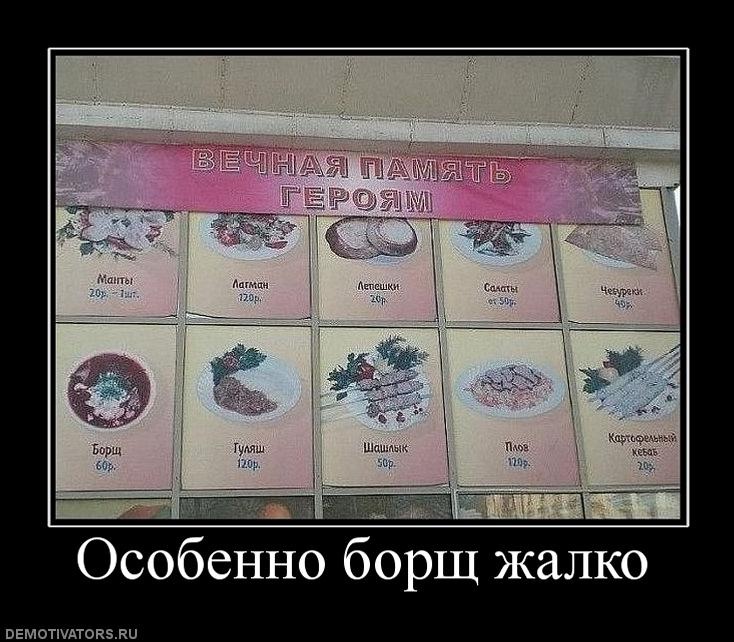 ВЕЧНАЯ ПАМЯТЬ
ГЕРОЯМ
Манты
20р. - 1шт.
Лагман
120р.
Лепешки
20р.
Салаты
от 50р.
Чебуреки
40р.
Борщ
60р.
Гуляш
120р.
Шашлык
50р.
Плов
120р.
Картофельный
кебаб
20р.
Особенно борщ жалко
DEMOTIVATORS.RU